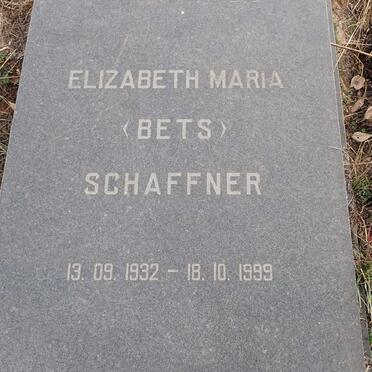 ELIZABETH MARIA
<BETS>
SCHAFFNER
13. 09. 1932 – 18. 10. 1999